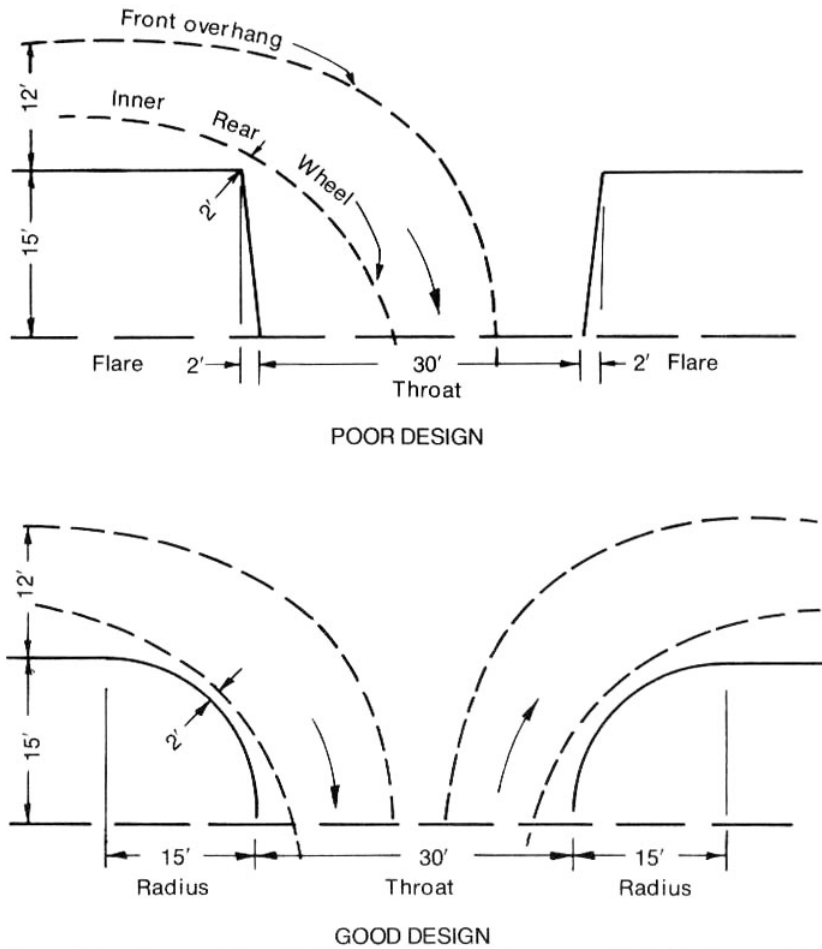 Front overhang
12'
Inner Rear Wheel
2'
15'
Flare 2' 30' 2' Flare
Throat
POOR DESIGN
12'
2'
15'
15' 30' 15'
Radius Throat Radius
GOOD DESIGN